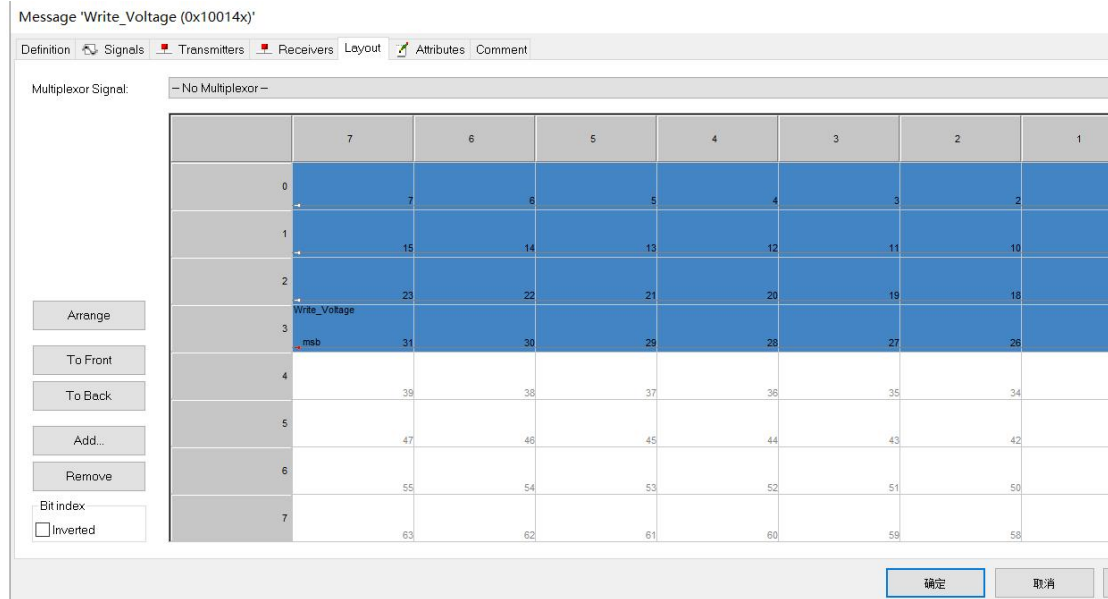 Message 'Write_Voltage (0x10014x)'
Definition Signals Transmitters Receivers Layout Attributes Comment
Multiplexor Signal: -- No Multiplexor --
7 6 5 4 3 2 1
0 7 6 5 4 3 2
1 15 14 13 12 11 10
2 23 22 21 20 19 18
Write_Voltage
3 msb 31 30 29 28 27 26
4 39 38 37 36 35 34
5 47 46 45 44 43 42
6 55 54 53 52 51 50
7 63 62 61 60 59 58
Arrange
To Front
To Back
Add...
Remove
Bit index
Inverted
确定 取消